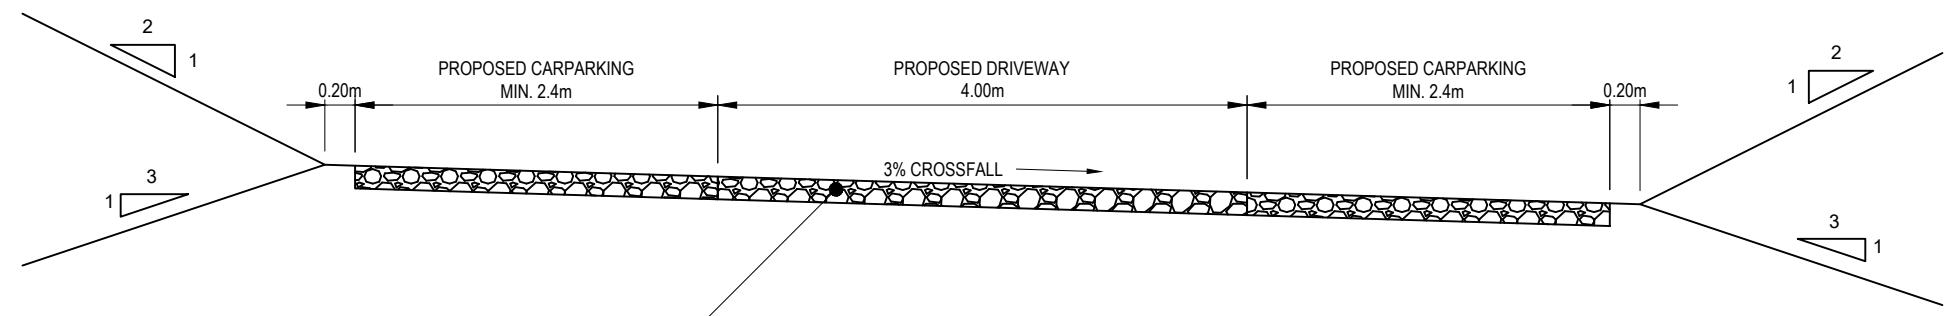 2
1
PROPOSED CARPARKING
MIN. 2.4m
PROPOSED DRIVEWAY
4.00m
PROPOSED CARPARKING
MIN. 2.4m
2
1
0.20m
0.20m
3% CROSSFALL
3
1
3
1